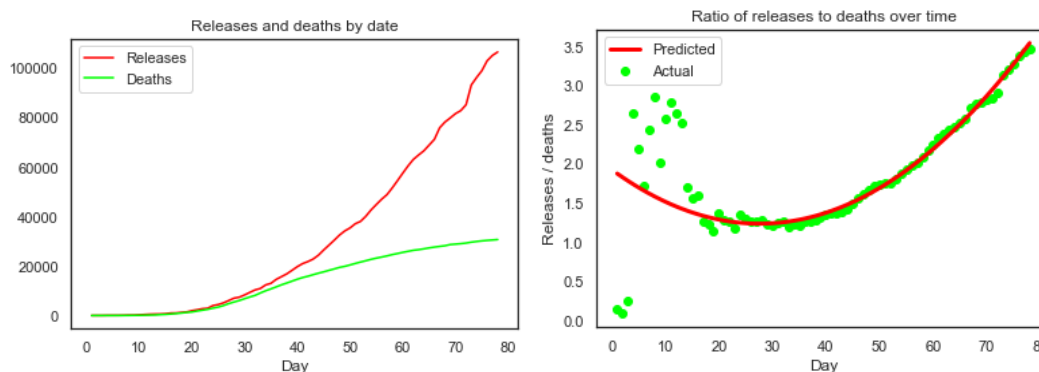 Releases and deaths by date
Releases
Deaths
100000
80000
60000
40000
20000
0
0 10 20 30 40 50 60 70 80
Day
Ratio of releases to deaths over time
Predicted
Actual
Releases / deaths
3.5
3.0
2.5
2.0
1.5
1.0
0.5
0.0
0 10 20 30 40 50 60 70 80
Day